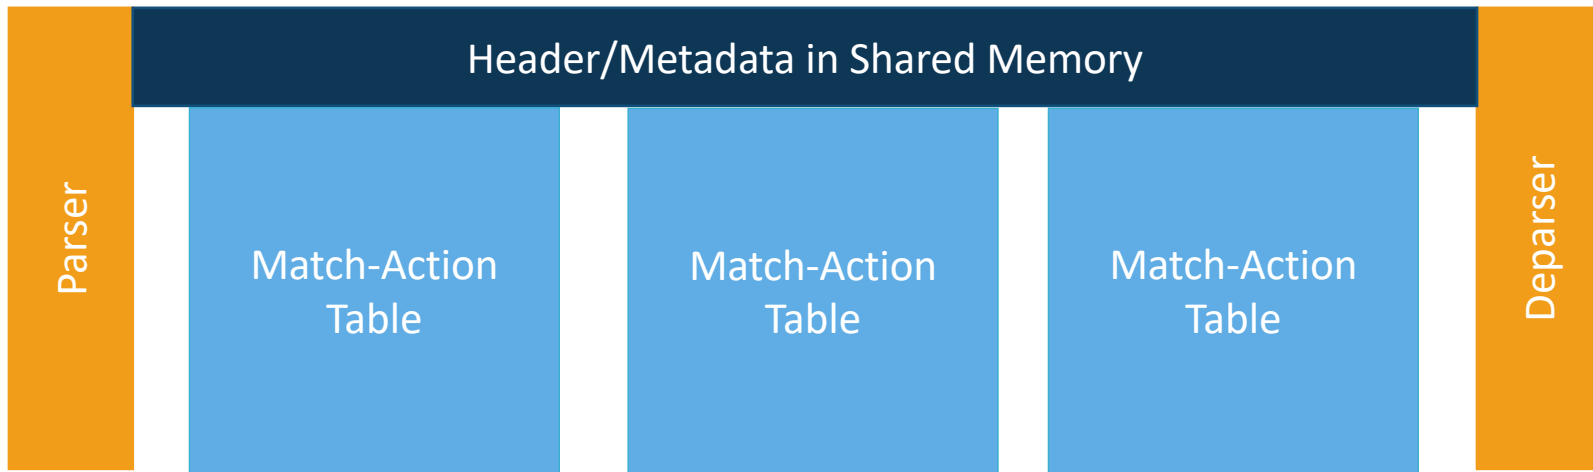 Header/Metadata in Shared Memory
Parser
Match-Action
Table
Match-Action
Table
Match-Action
Table
Deparser